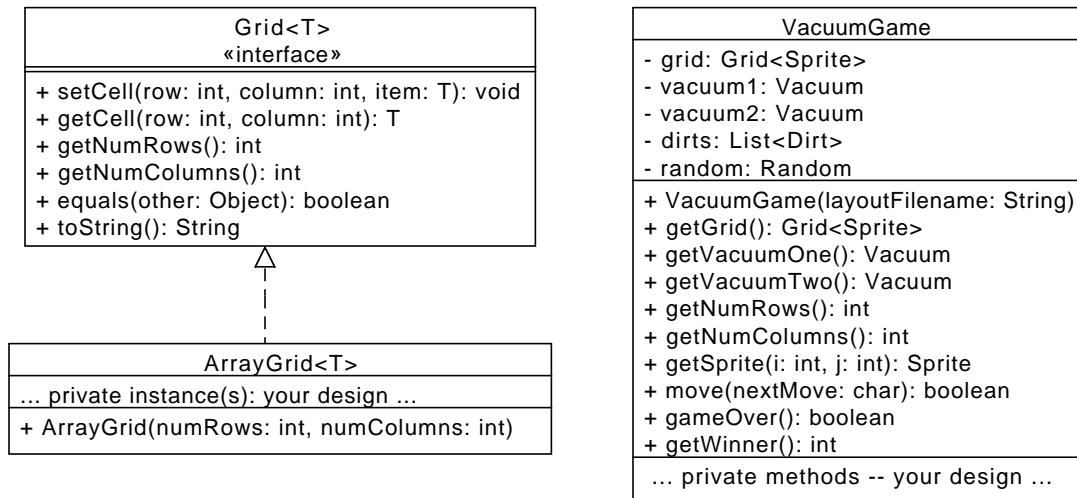 Grid<T>
«interface»
+ setCell(row: int, column: int, item: T): void
+ getCell(row: int, column: int): T
+ getNumRows(): int
+ getNumColumns(): int
+ equals(other: Object): boolean
+ toString(): String
ArrayGrid<T>
... private instance(s): your design ...
+ ArrayGrid(numRows: int, numColumns: int)
VacuumGame
- grid: Grid<Sprite>
- vacuum1: Vacuum
- vacuum2: Vacuum
- dirts: List<Dirt>
- random: Random
+ VacuumGame(layoutFilename: String)
+ getGrid(): Grid<Sprite>
+ getVacuumOne(): Vacuum
+ getVacuumTwo(): Vacuum
+ getNumRows(): int
+ getNumColumns(): int
+ getSprite(i: int, j: int): Sprite
+ move(nextMove: char): boolean
+ gameOver(): boolean
+ getWinner(): int
... private methods -- your design ...